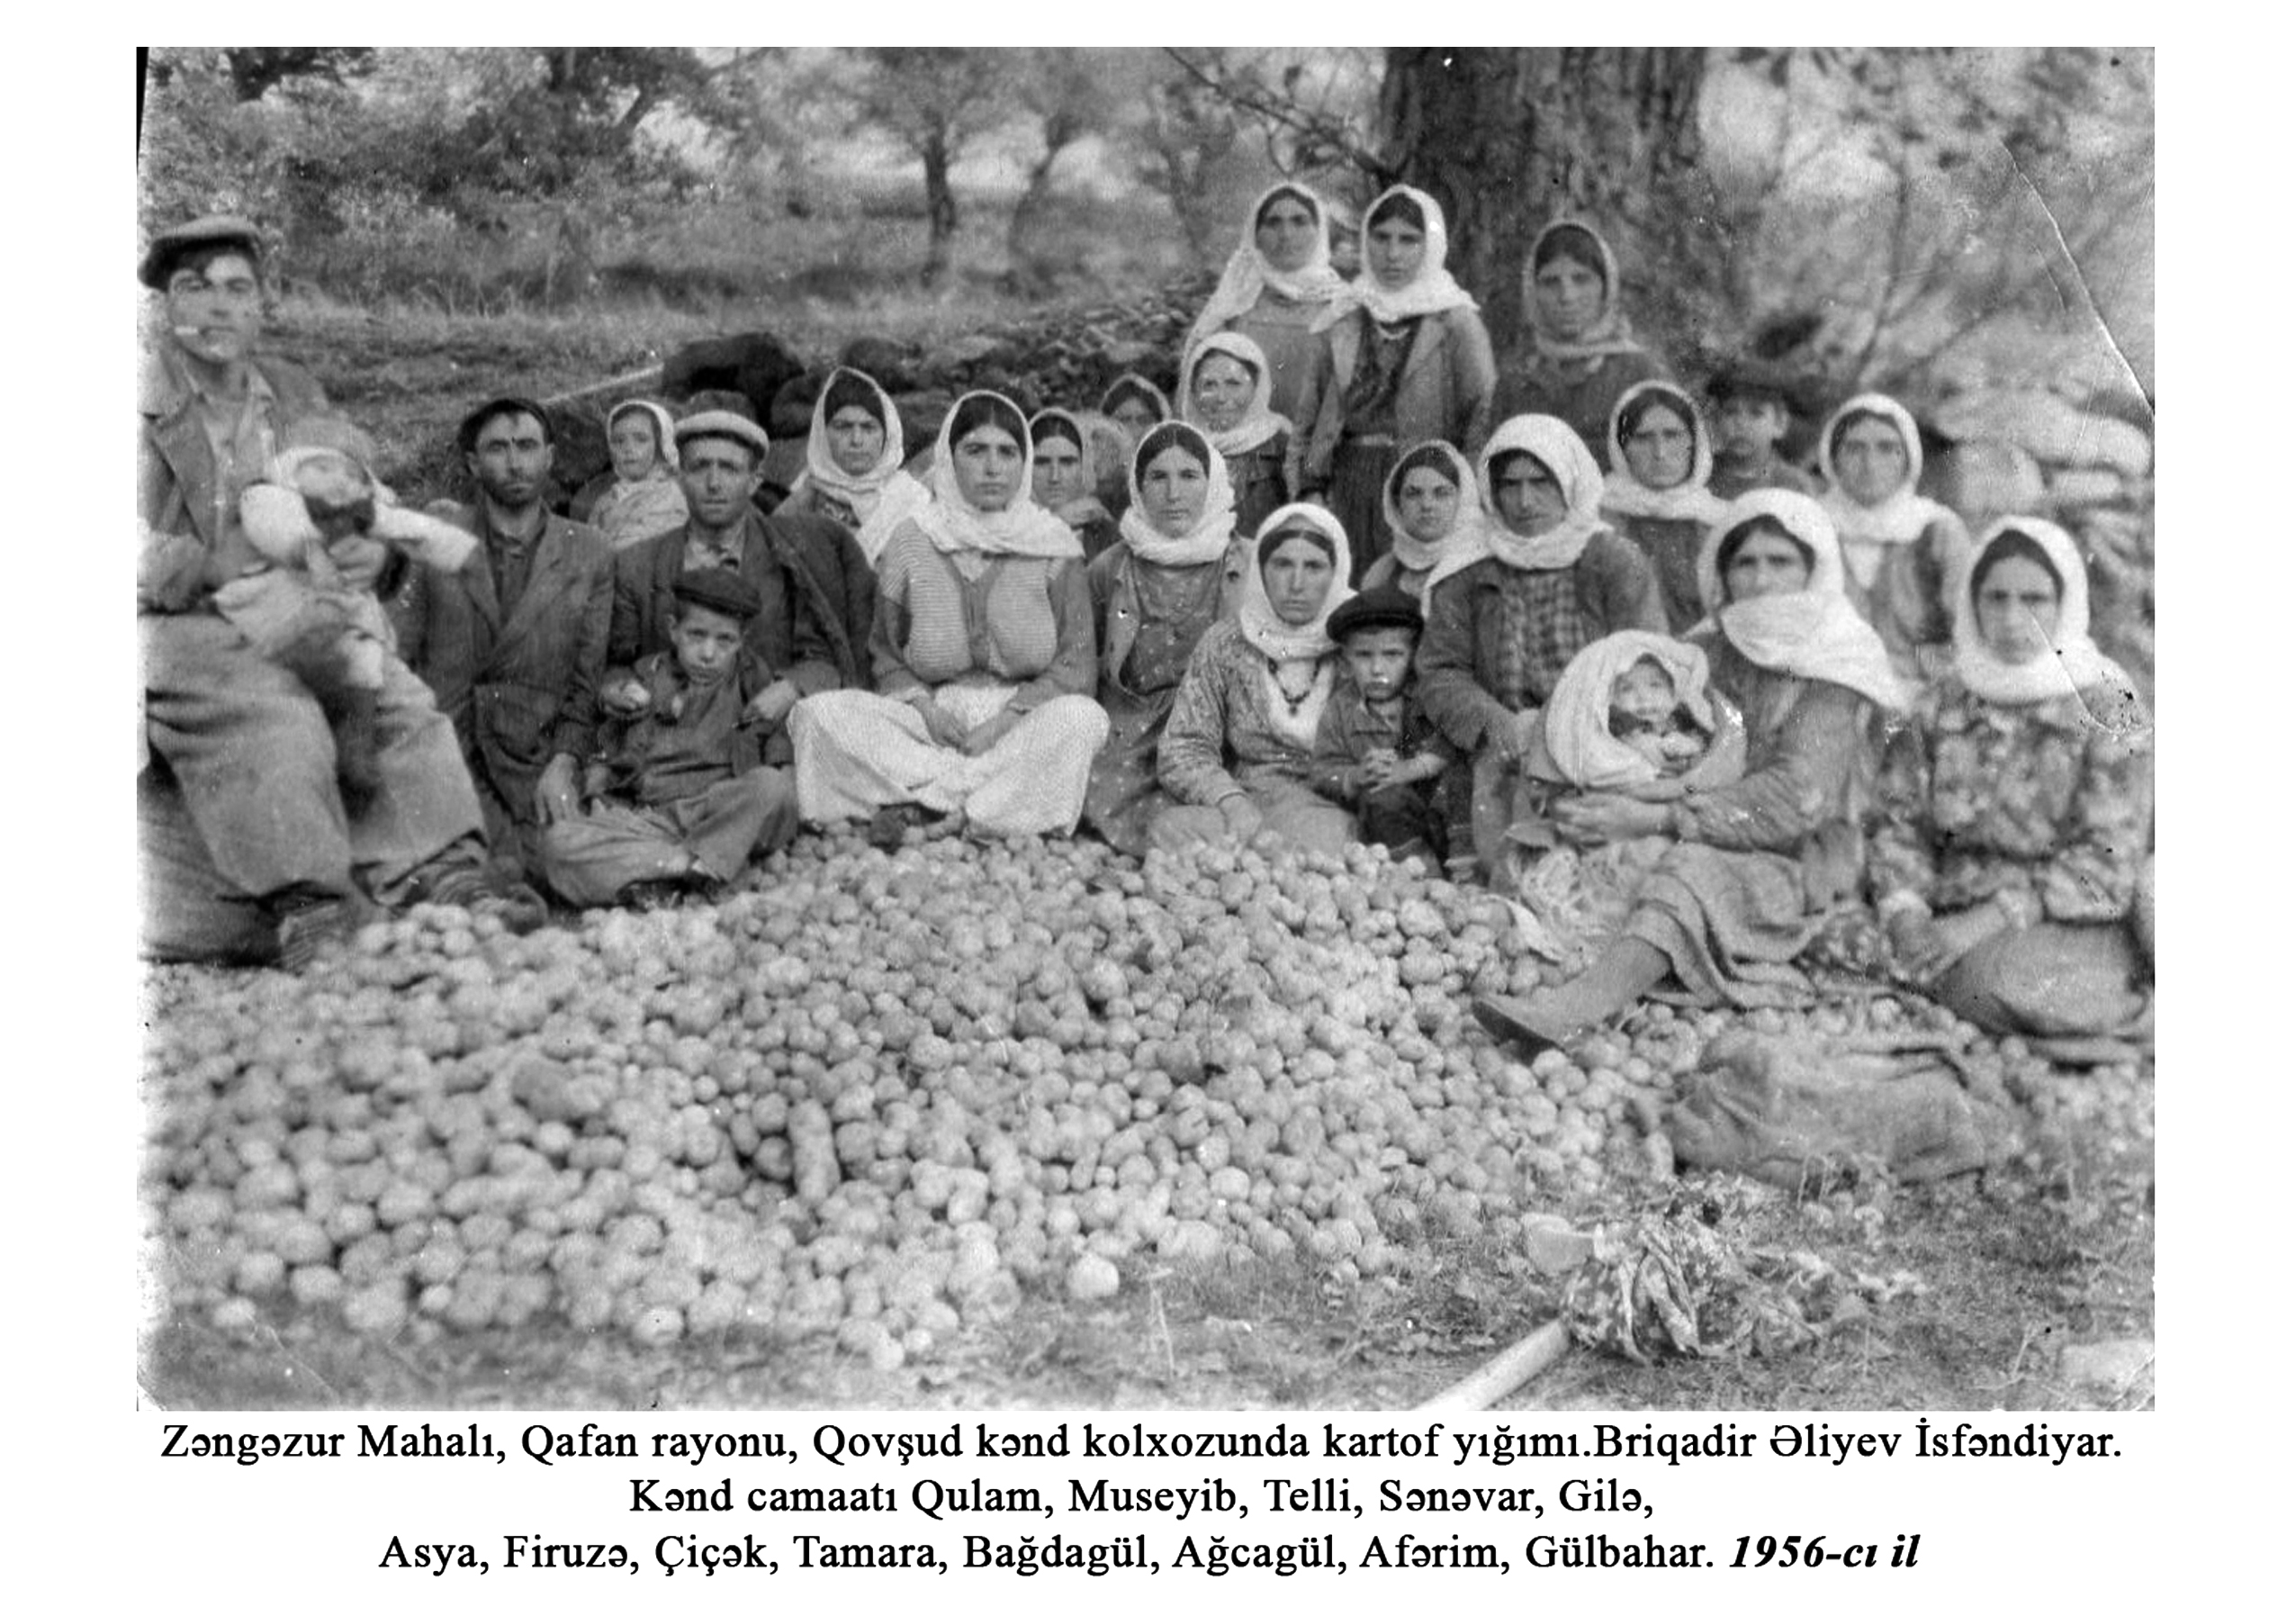 Zəngəzur Mahalı, Qafan rayonu, Qovşud kənd kolxozunda kartof yığımı.Briqadir Əliyev İsfəndiyar.
Kənd camaatı Qulam, Museyib, Telli, Sənəvar, Gilə,
Asya, Firuzə, Çiçək, Tamara, Bağdagül, Ağcagül, Afərim, Gülbahar. 1956-cı il